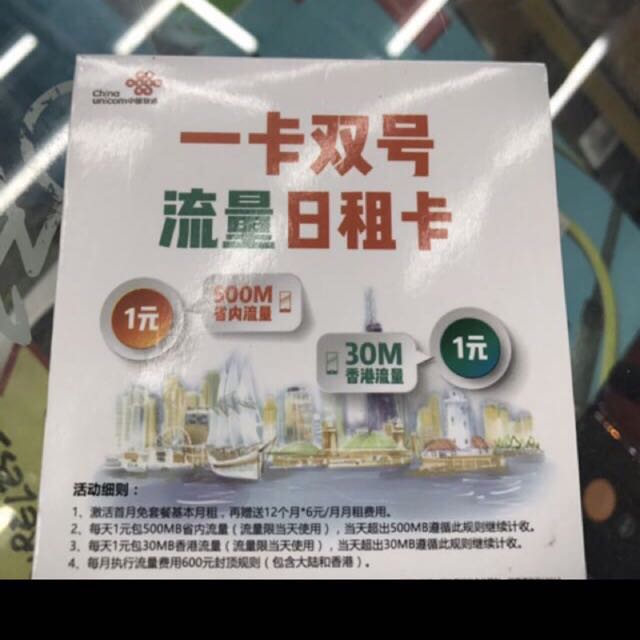 China
unicom中国联通
一卡双号
流量日租卡
1元
500M
省内流量
30M
香港流量
1元
活动细则：
1、激活首月免套餐基本月租，再赠送12个月*6元/月月租费用。
2、每天1元包500MB省内流量（流量限当天使用），当天超出500MB遵循此规则继续计收。
3、每天1元包30MB香港流量（流量限当天使用），当天超出30MB遵循此规则继续计收。
4、每月执行流量费用600元封顶规则（包含大陆和香港）。